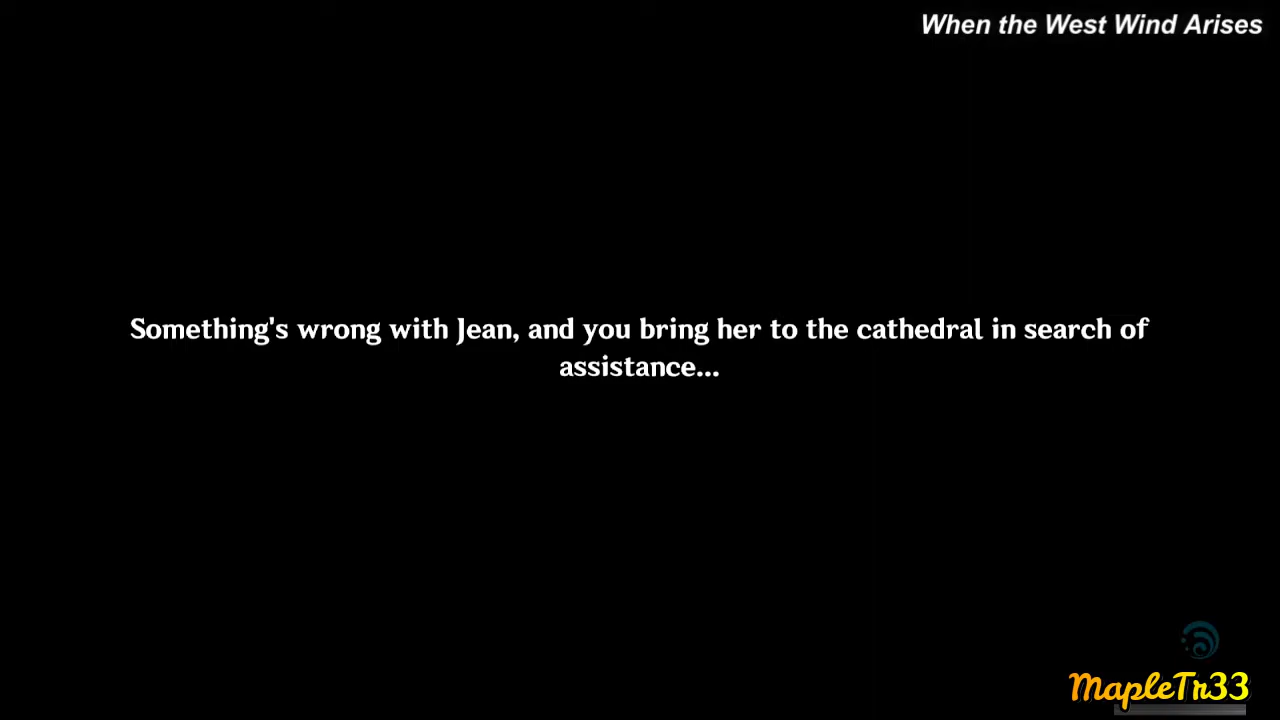 When the West Wind Arises
Something's wrong with Jean, and you bring her to the cathedral in search of
assistance...
MapleTr33